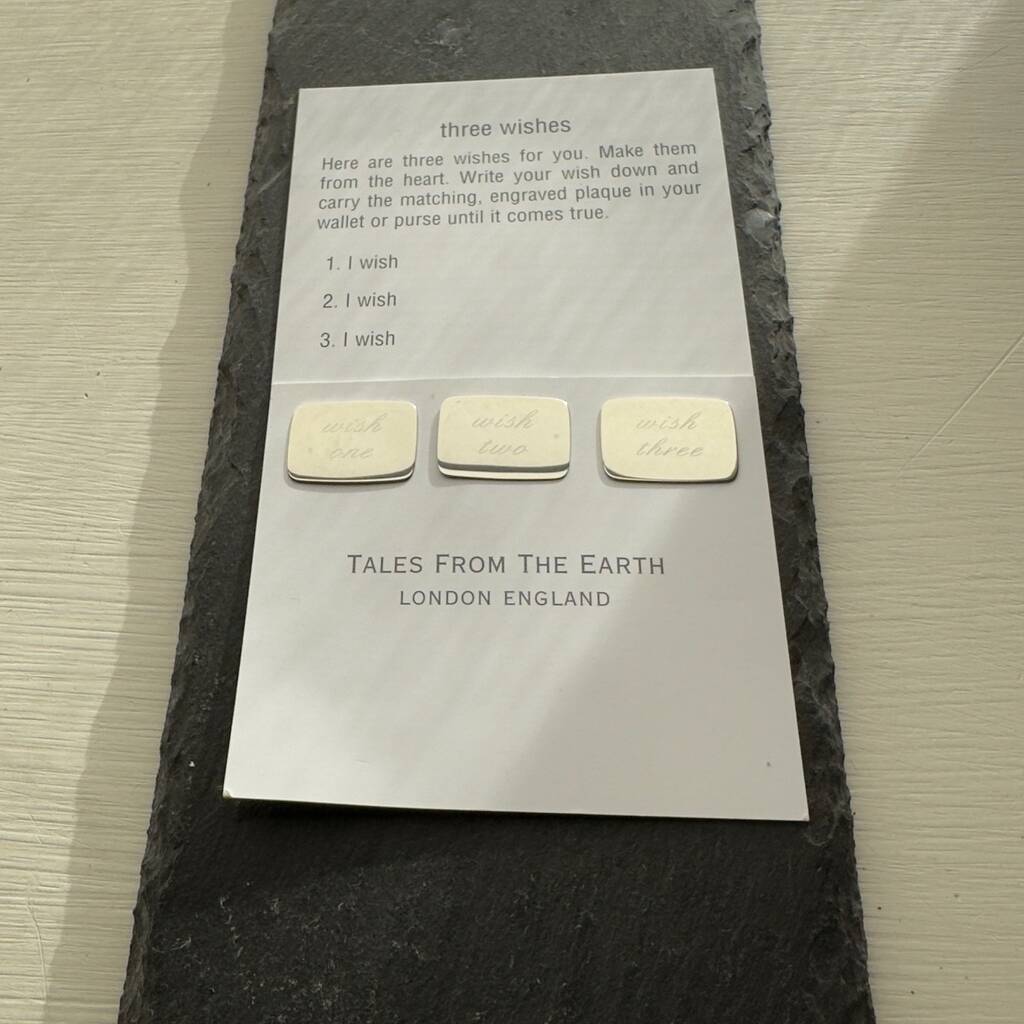 three wishes
Here are three wishes for you. Make them
from the heart. Write your wish down and
carry the matching, engraved plaque in your
wallet or purse until it comes true.
1. I wish
2. I wish
3. I wish
wish
one
wish
two
wish
three
TALES FROM THE EARTH
LONDON ENGLAND